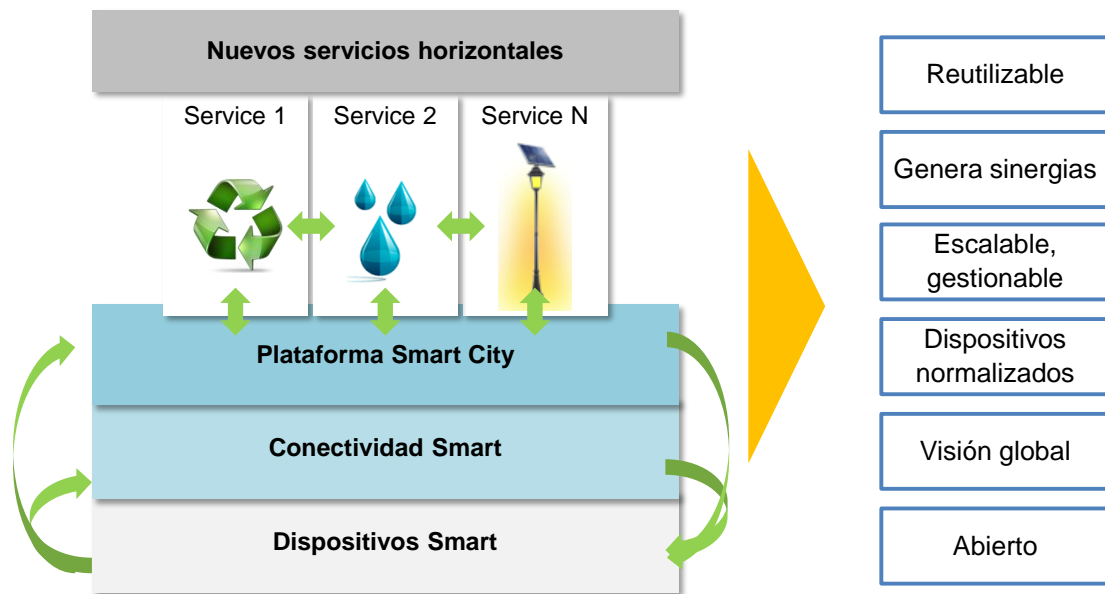 Nuevos servicios horizontales
Service 1
Service 2
Service N
Plataforma Smart City
Conectividad Smart
Dispositivos Smart
Reutilizable
Genera sinergias
Escalable,
gestionable
Dispositivos
normalizados
Visión global
Abierto